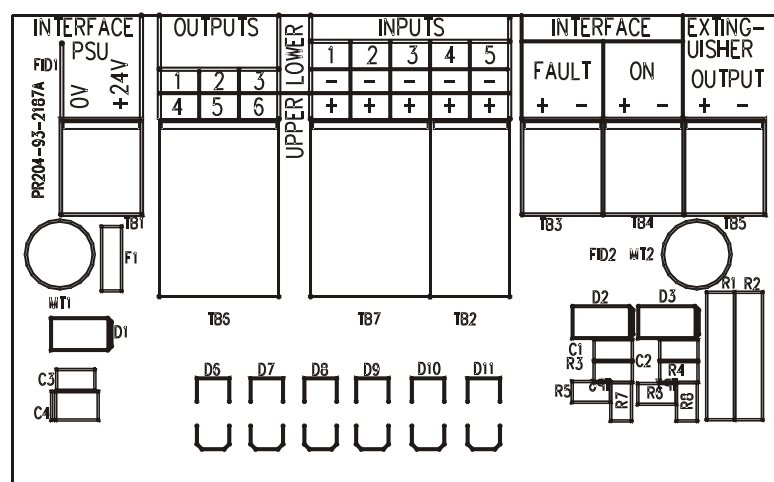 INTERFACE
PSU
0V
+24V
FID1
PR204-93-2187A
TB1
OUTPUTS
1 2 3
4 5 6
UPPER LOWER
INPUTS
1 2 3 4 5
- - - - -
+ + + + +
INTERFACE
FAULT ON
+ - + -
EXTING-
UISHER
OUTPUT
+ -
TB3 TB4 TB5
F1
MT1
FID2 MT2
TB6 TB7 TB2
D1
D2 D3
R1 R2
C1
R3
C2
R4
C3
C4
R5
R7
R6
R8
D6 D7 D8 D9 D10 D11